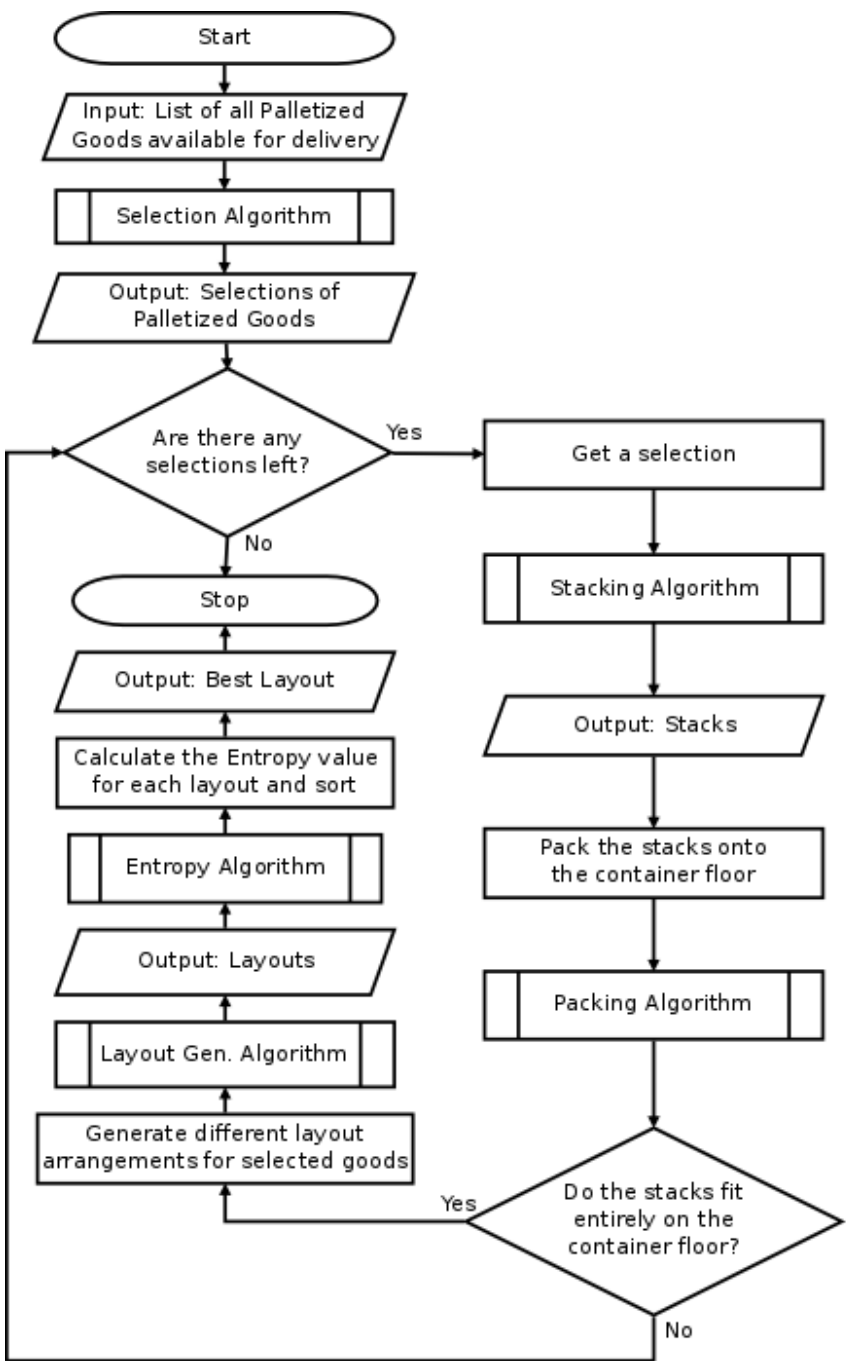 Start
Input: List of all Palletized
Goods available for delivery
Selection Algorithm
Output: Selections of
Palletized Goods
Are there any
selections left?
Yes
No
Get a selection
Stacking Algorithm
Output: Stacks
Pack the stacks onto
the container floor
Packing Algorithm
Do the stacks fit
entirely on the
container floor?
Yes
No
Generate different layout
arrangements for selected goods
Layout Gen. Algorithm
Output: Layouts
Entropy Algorithm
Calculate the Entropy value
for each layout and sort
Output: Best Layout
Stop